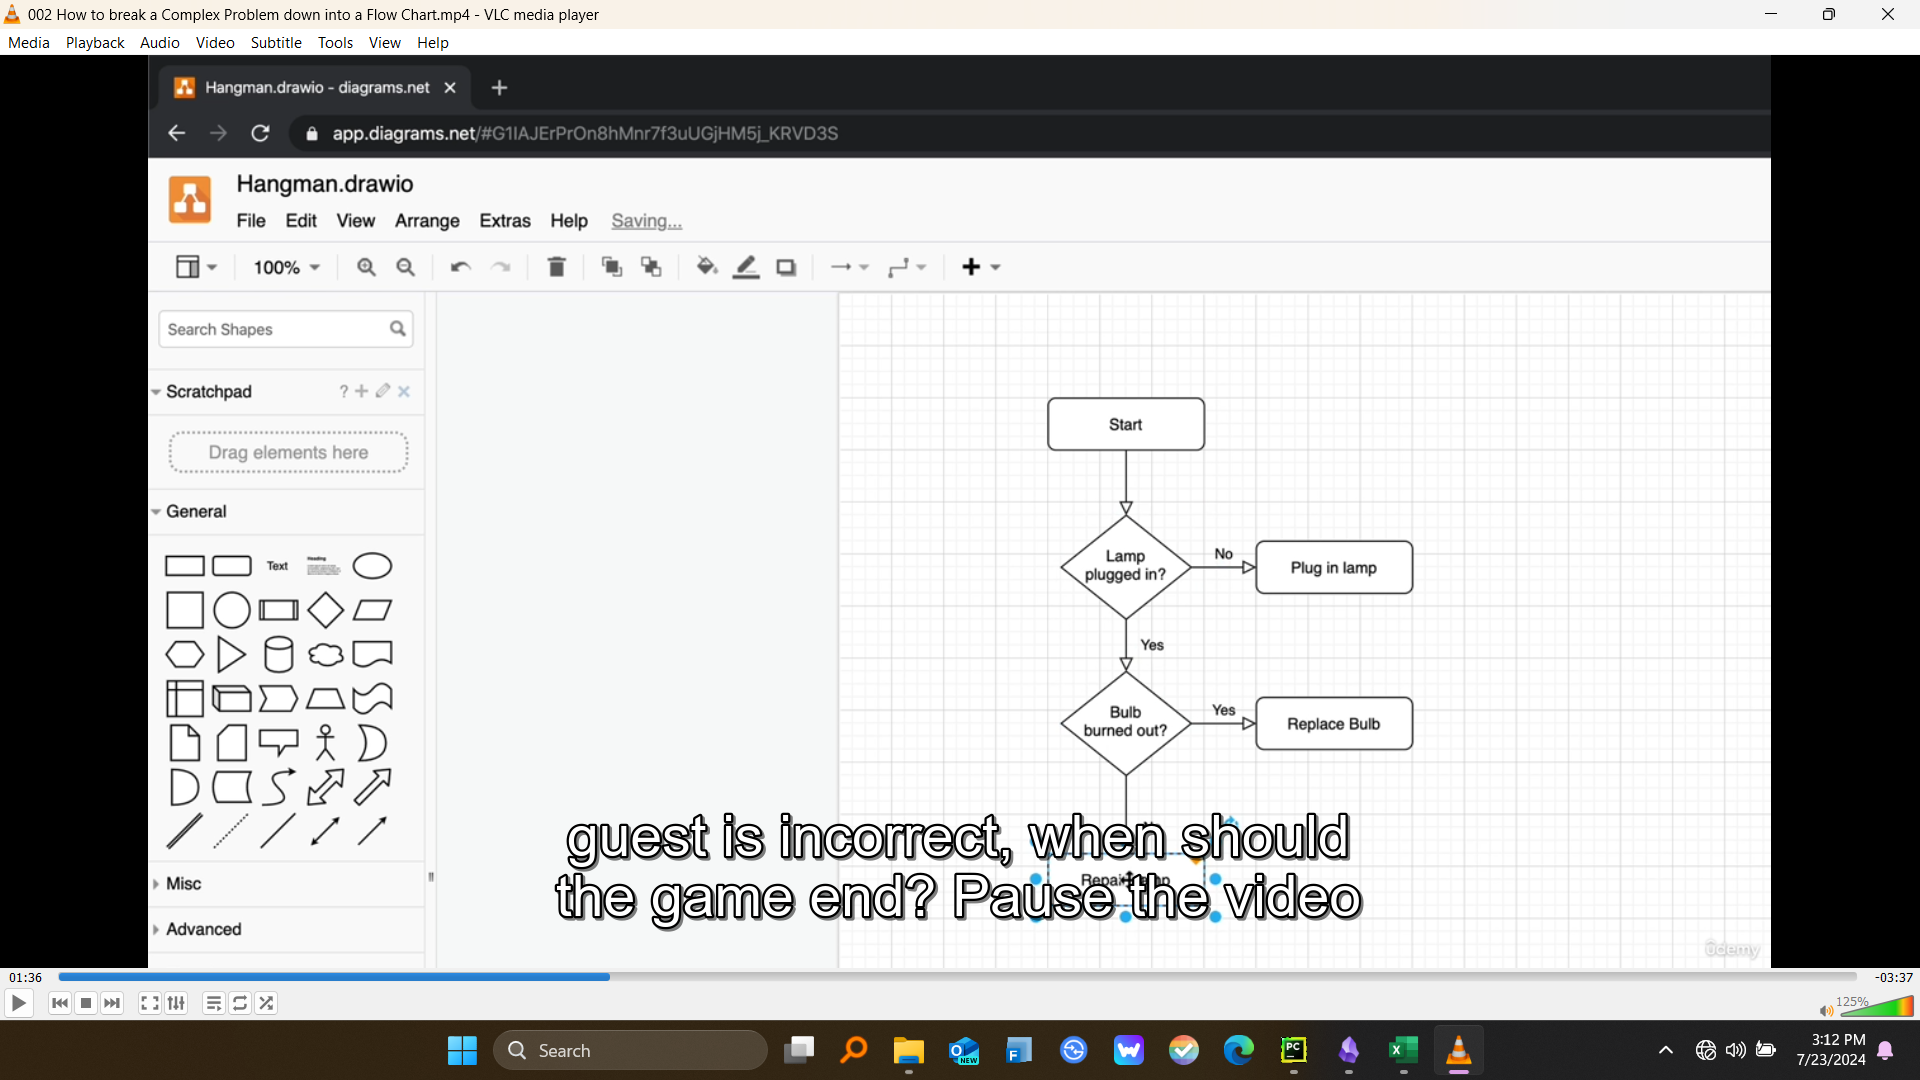 002 How to break a Complex Problem down into a Flow Chart.mp4 - VLC media player
Media Playback Audio Video Subtitle Tools View Help
Hangman.drawio - diagrams.net
app.diagrams.net/#G1IAJErPrOn8hMnr7f3uUGjHM5j_KRVD3S
Hangman.drawio
File Edit View Arrange Extras Help Saving...
100%
Search Shapes
Scratchpad
?
Drag elements here
General
Text
Heading
Misc
Advanced
Start
Lamp
plugged in?
No
Plug in lamp
Yes
Bulb
burned out?
Yes
Replace Bulb
guest is incorrect, when should
the game end? Pause the video
ûdemy
01:36
-03:37
125%
Search
NEW
PC
3:12 PM
7/23/2024